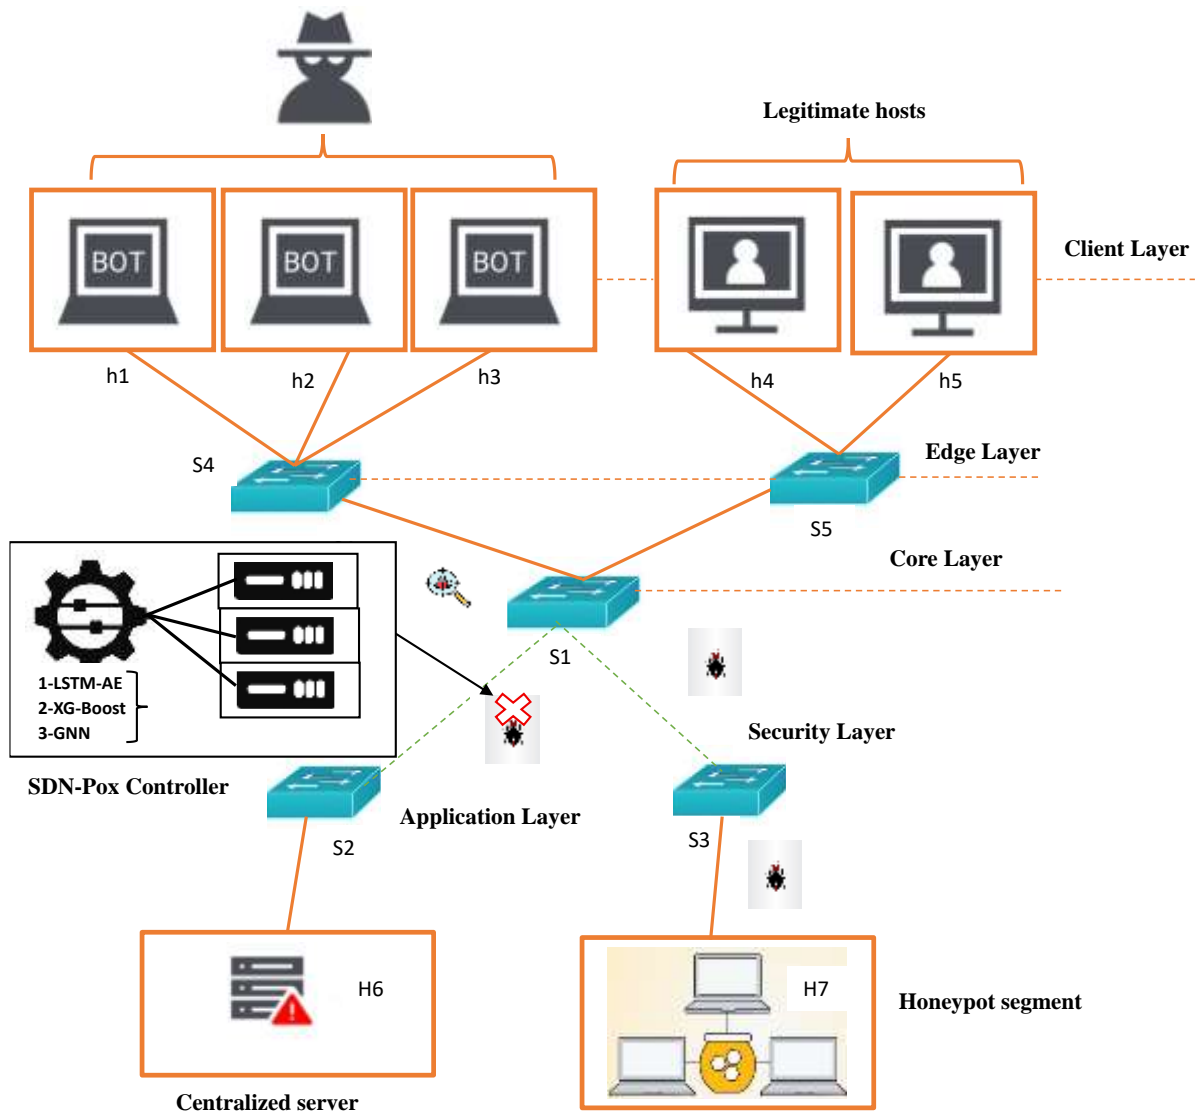 Legitimate hosts
BOT
BOT
BOT
Client Layer
h1
h2
h3
h4
h5
S4
Edge Layer
S5
Core Layer
S1
1-LSTM-AE
2-XG-Boost
3-GNN
SDN-Pox Controller
Security Layer
Application Layer
S2
S3
H6
H7
Honeypot segment
Centralized server